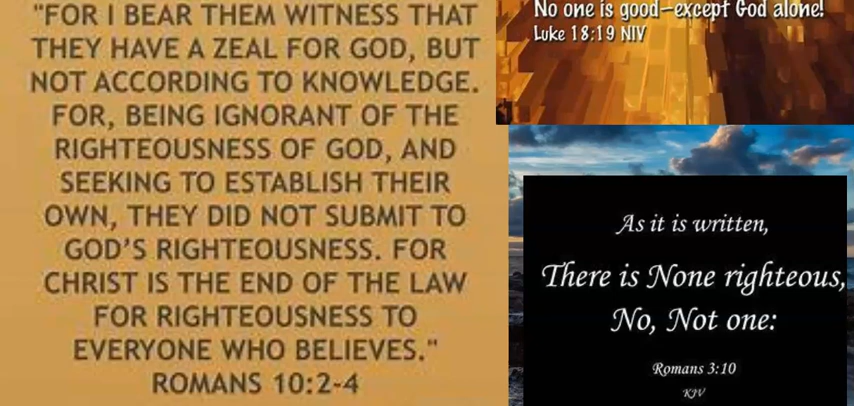 "FOR I BEAR THEM WITNESS THAT
THEY HAVE A ZEAL FOR GOD, BUT
NOT ACCORDING TO KNOWLEDGE.
FOR, BEING IGNORANT OF THE
RIGHTEOUSNESS OF GOD, AND
SEEKING TO ESTABLISH THEIR
OWN, THEY DID NOT SUBMIT TO
GOD'S RIGHTEOUSNESS. FOR
CHRIST IS THE END OF THE LAW
FOR RIGHTEOUSNESS TO
EVERYONE WHO BELIEVES."
ROMANS 10:2-4
No one is good—except God alone!
Luke 18:19 NIV
As it is written,
There is None righteous,
No, Not one:
Romans 3:10
KJV